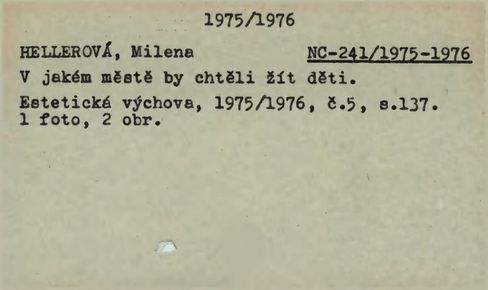 1975/1976
HELLEROVÁ, Milena NC-241/1975-1976
V jakém městě by chtěli žít děti.
Estetická výchova, 1975/1976, č.5, s.137.
1 foto, 2 obr.